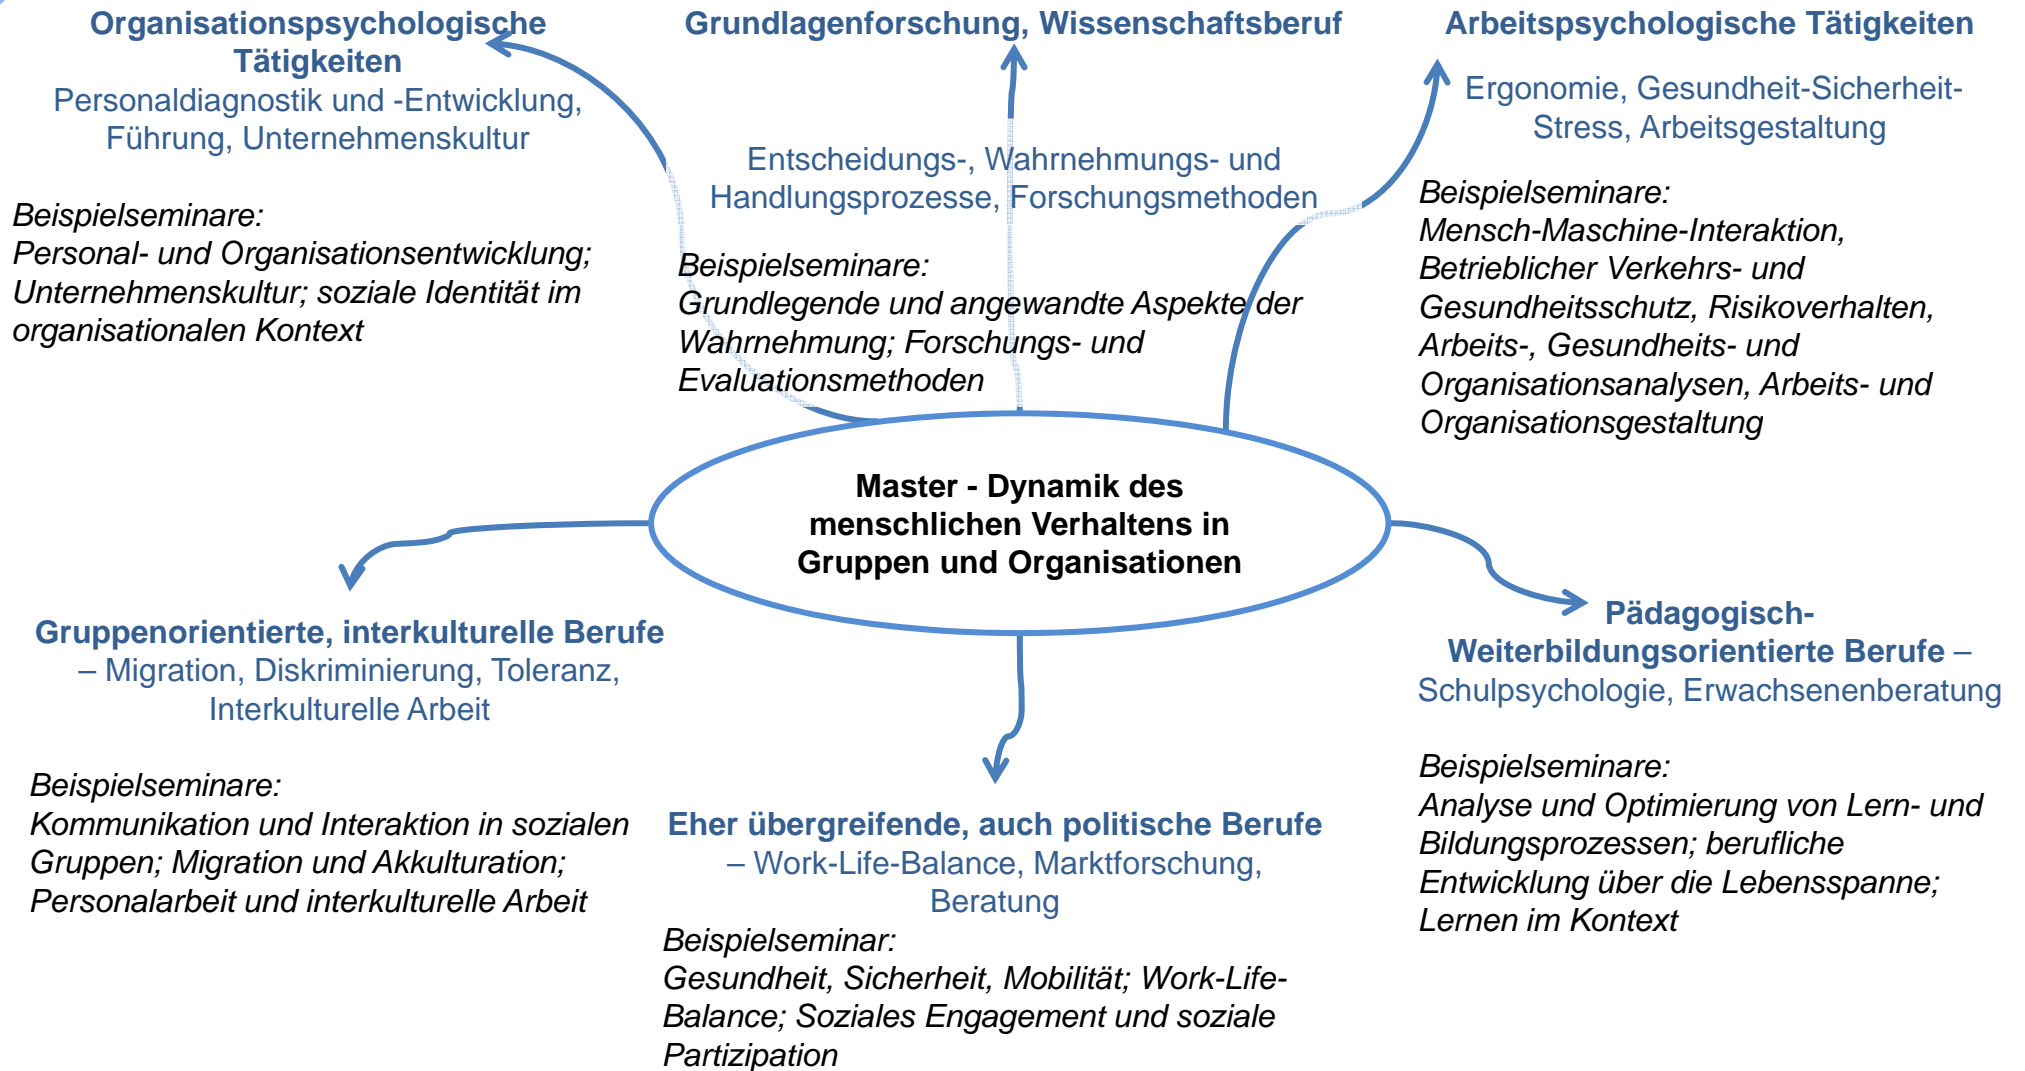 Organisationspsychologische
Tätigkeiten
Personaldiagnostik und -Entwicklung,
Führung, Unternehmenskultur
Beispielseminare:
Personal- und Organisationsentwicklung;
Unternehmenskultur; soziale Identität im
organisationalen Kontext
Grundlagenforschung, Wissenschaftsberuf
Entscheidungs-, Wahrnehmungs- und
Handlungsprozesse, Forschungsmethoden
Beispielseminare:
Grundlegende und angewandte Aspekte der
Wahrnehmung; Forschungs- und
Evaluationsmethoden
Arbeitspsychologische Tätigkeiten
Ergonomie, Gesundheit-Sicherheit-
Stress, Arbeitsgestaltung
Beispielseminare:
Mensch-Maschine-Interaktion,
Betrieblicher Verkehrs- und
Gesundheitsschutz, Risikoverhalten,
Arbeits-, Gesundheits- und
Organisationsanalysen, Arbeits- und
Organisationsgestaltung
Master - Dynamik des
menschlichen Verhaltens in
Gruppen und Organisationen
Gruppenorientierte, interkulturelle Berufe
– Migration, Diskriminierung, Toleranz,
Interkulturelle Arbeit
Beispielseminare:
Kommunikation und Interaktion in sozialen
Gruppen; Migration und Akkulturation;
Personalarbeit und interkulturelle Arbeit
Eher übergreifende, auch politische Berufe
– Work-Life-Balance, Marktforschung,
Beratung
Beispielseminar:
Gesundheit, Sicherheit, Mobilität; Work-Life-
Balance; Soziales Engagement und soziale
Partizipation
Pädagogisch-
Weiterbildungsorientierte Berufe –
Schulpsychologie, Erwachsenenberatung
Beispielseminare:
Analyse und Optimierung von Lern- und
Bildungsprozessen; berufliche
Entwicklung über die Lebensspanne;
Lernen im Kontext